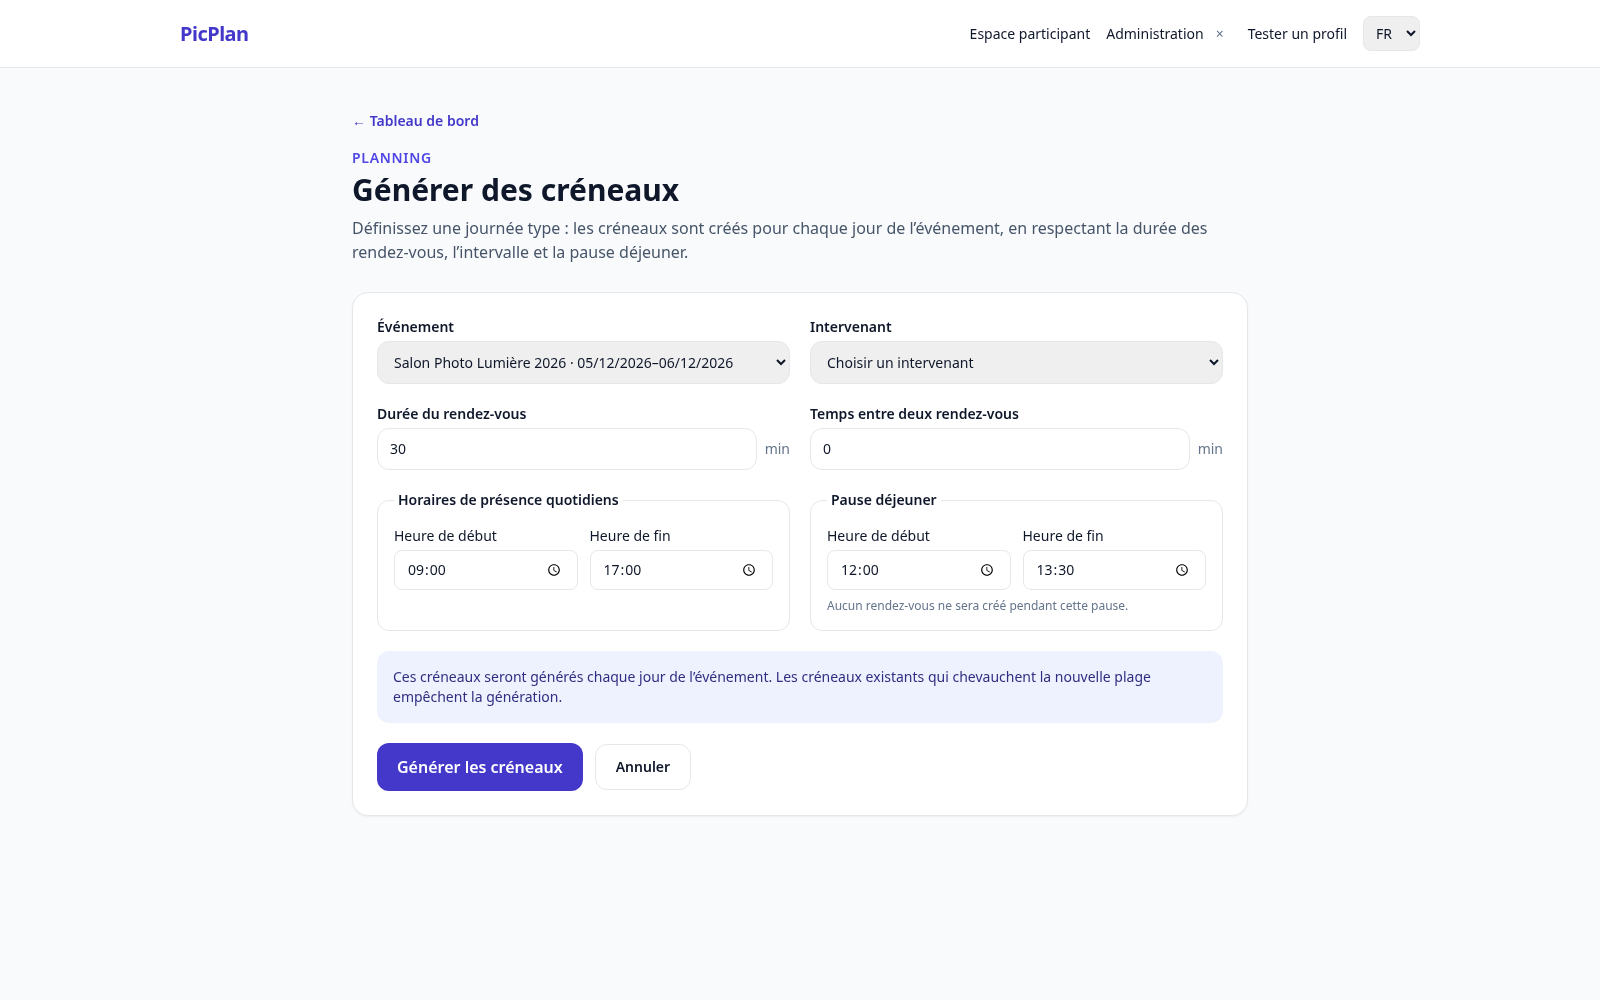 PicPlan
Espace participant
Administration
×
Tester un profil
FR
← Tableau de bord
PLANNING
Générer des créneaux
Définissez une journée type : les créneaux sont créés pour chaque jour de l’événement, en respectant la durée des
rendez-vous, l’intervalle et la pause déjeuner.
Événement
Salon Photo Lumière 2026 · 05/12/2026–06/12/2026
Intervenant
Choisir un intervenant
Durée du rendez-vous
30
min
Temps entre deux rendez-vous
0
min
Horaires de présence quotidiens
Heure de début
09:00
Heure de fin
17:00
Pause déjeuner
Heure de début
12:00
Heure de fin
13:30
Aucun rendez-vous ne sera créé pendant cette pause.
Ces créneaux seront générés chaque jour de l’événement. Les créneaux existants qui chevauchent la nouvelle plage
empêchent la génération.
Générer les créneaux
Annuler